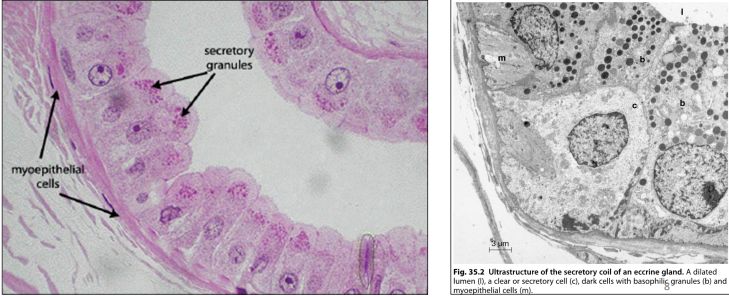 secretory
granules
myoepithelial
cells
l
m
b
c
b
3 µm
Fig. 35.2 Ultrastructure of the secretory coil of an eccrine gland. A dilated
lumen (l), a clear or secretory cell (c), dark cells with basophilic granules (b) and
myoepithelial cells (m).
8